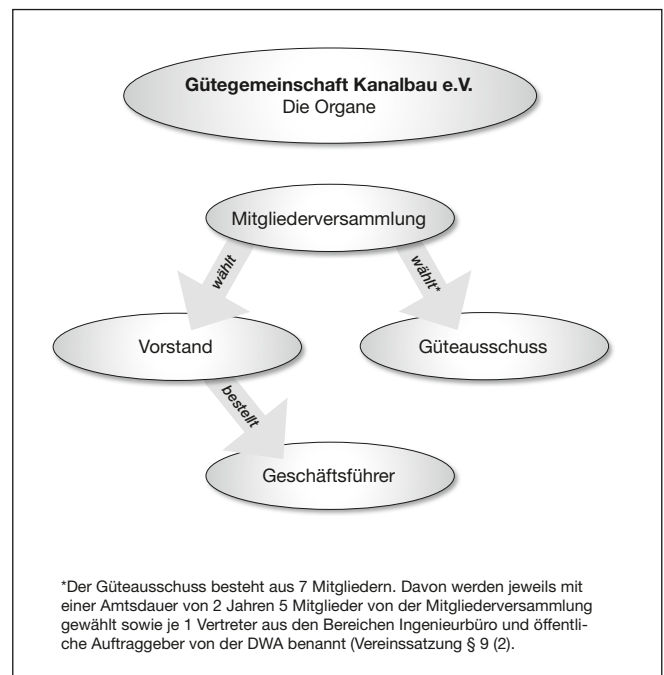 Gütegemeinschaft Kanalbau e.V.
Die Organe
Mitgliederversammlung
wählt
wählt*
Vorstand
Güteausschuss
bestellt
Geschäftsführer
*Der Güteausschuss besteht aus 7 Mitgliedern. Davon werden jeweils mit
einer Amtsdauer von 2 Jahren 5 Mitglieder von der Mitgliederversammlung
gewählt sowie je 1 Vertreter aus den Bereichen Ingenieurbüro und öffentli-
che Auftraggeber von der DWA benannt (Vereinssatzung § 9 (2).